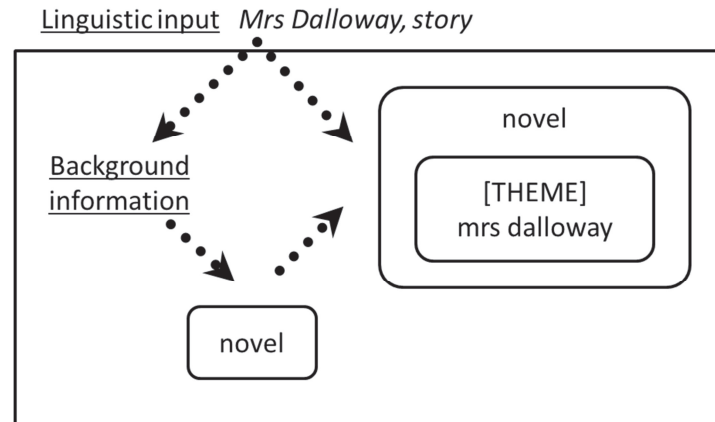 Linguistic input Mrs Dalloway, story
novel
[THEME]
mrs dalloway
Background
information
novel